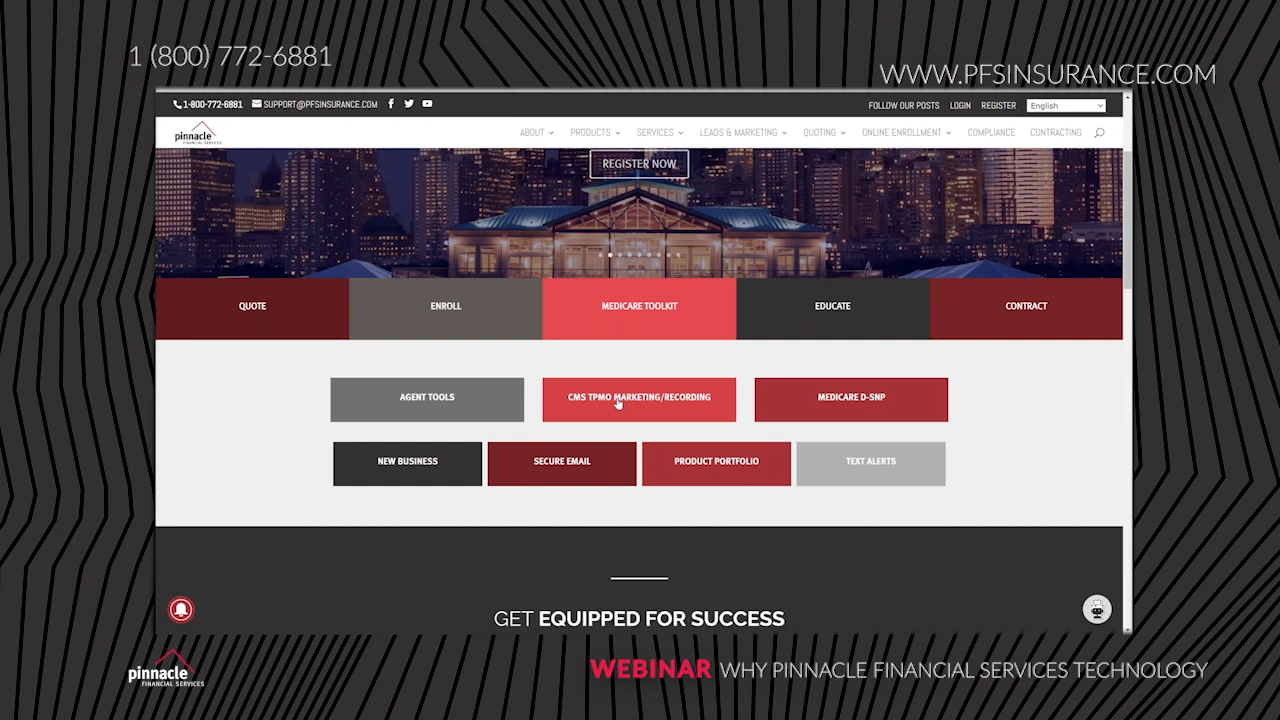 1 (800) 772-6881
WWW.PFSINSURANCE.COM
1-800-772-6881 SUPPORT@PFSINSURANCE.COM
FOLLOW OUR POSTS LOGIN REGISTER English
pinnacle
FINANCIAL SERVICES
ABOUT PRODUCTS SERVICES LEADS & MARKETING QUOTING ONLINE ENROLLMENT COMPLIANCE CONTRACTING
REGISTER NOW
QUOTE ENROLL MEDICARE TOOLKIT EDUCATE CONTRACT
AGENT TOOLS CMS TPMO MARKETING/RECORDING MEDICARE D-SNP
NEW BUSINESS SECURE EMAIL PRODUCT PORTFOLIO TEXT ALERTS
GET EQUIPPED FOR SUCCESS
pinnacle
FINANCIAL SERVICES
WEBINAR WHY PINNACLE FINANCIAL SERVICES TECHNOLOGY